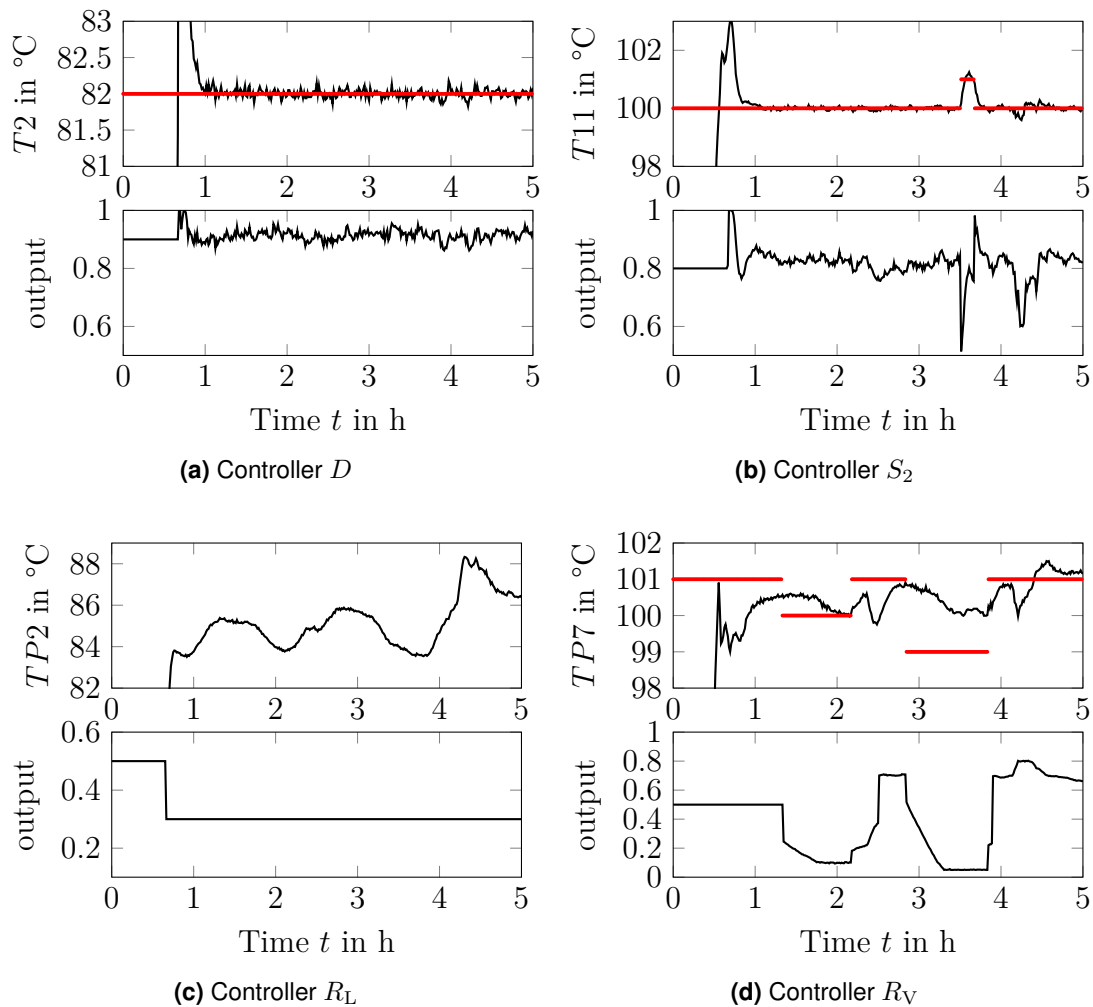 83
82.5
82
81.5
81
T2 in °C
0 1 2 3 4 5
1
0.8
0.6
output
0 1 2 3 4 5
Time t in h
(a) Controller D
102
100
98
T11 in °C
0 1 2 3 4 5
1
0.8
0.6
output
0 1 2 3 4 5
Time t in h
(b) Controller S₂
88
86
84
82
TP2 in °C
0 1 2 3 4 5
0.6
0.4
0.2
output
0 1 2 3 4 5
Time t in h
(c) Controller R_L
102
101
100
99
98
TP7 in °C
0 1 2 3 4 5
1
0.8
0.6
0.4
0.2
0
output
0 1 2 3 4 5
Time t in h
(d) Controller R_V